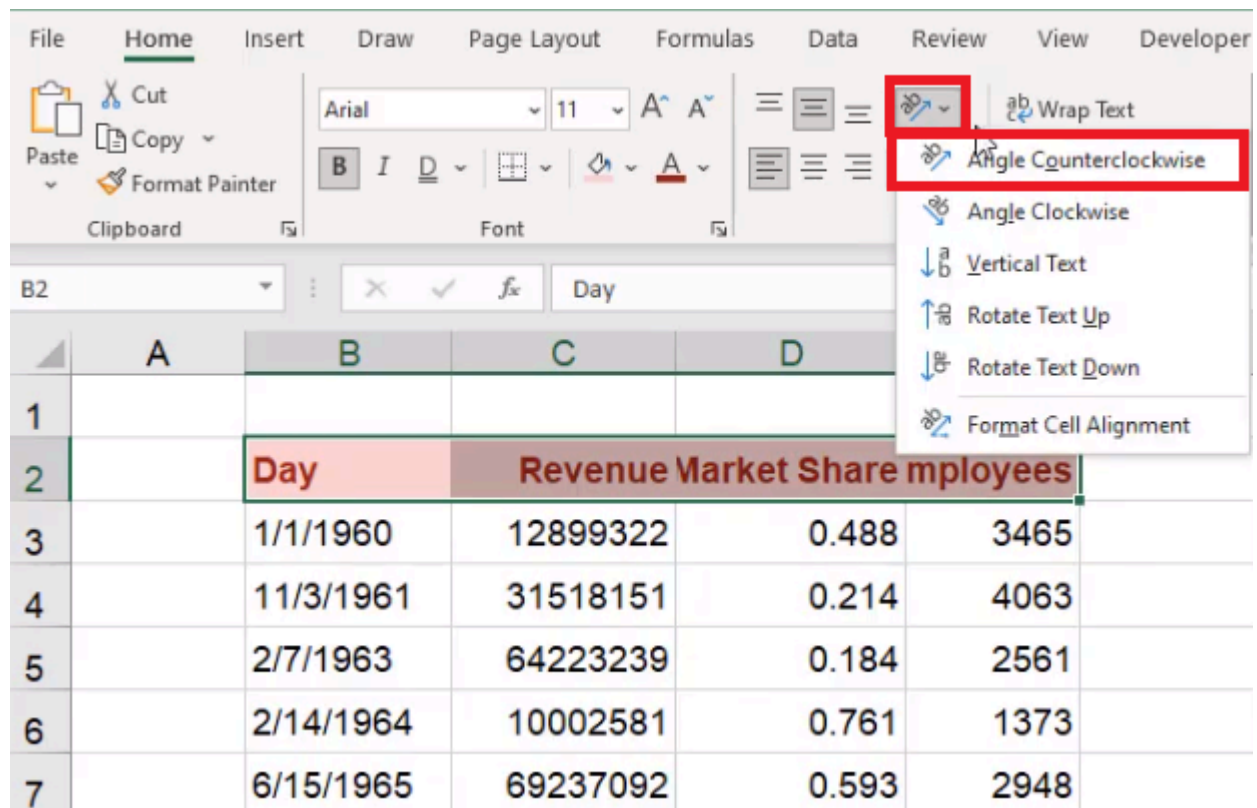 File Home Insert Draw Page Layout Formulas Data Review View Developer
Cut
Copy
Paste
Format Painter
Clipboard
Arial 11 A A
B I D A
Font
ab Wrap Text
Angle Counterclockwise
Angle Clockwise
Vertical Text
Rotate Text Up
Rotate Text Down
Format Cell Alignment
B2 fx Day
A B C D
1
2 Day Revenue Market Share mployees
3 1/1/1960 12899322 0.488 3465
4 11/3/1961 31518151 0.214 4063
5 2/7/1963 64223239 0.184 2561
6 2/14/1964 10002581 0.761 1373
7 6/15/1965 69237092 0.593 2948